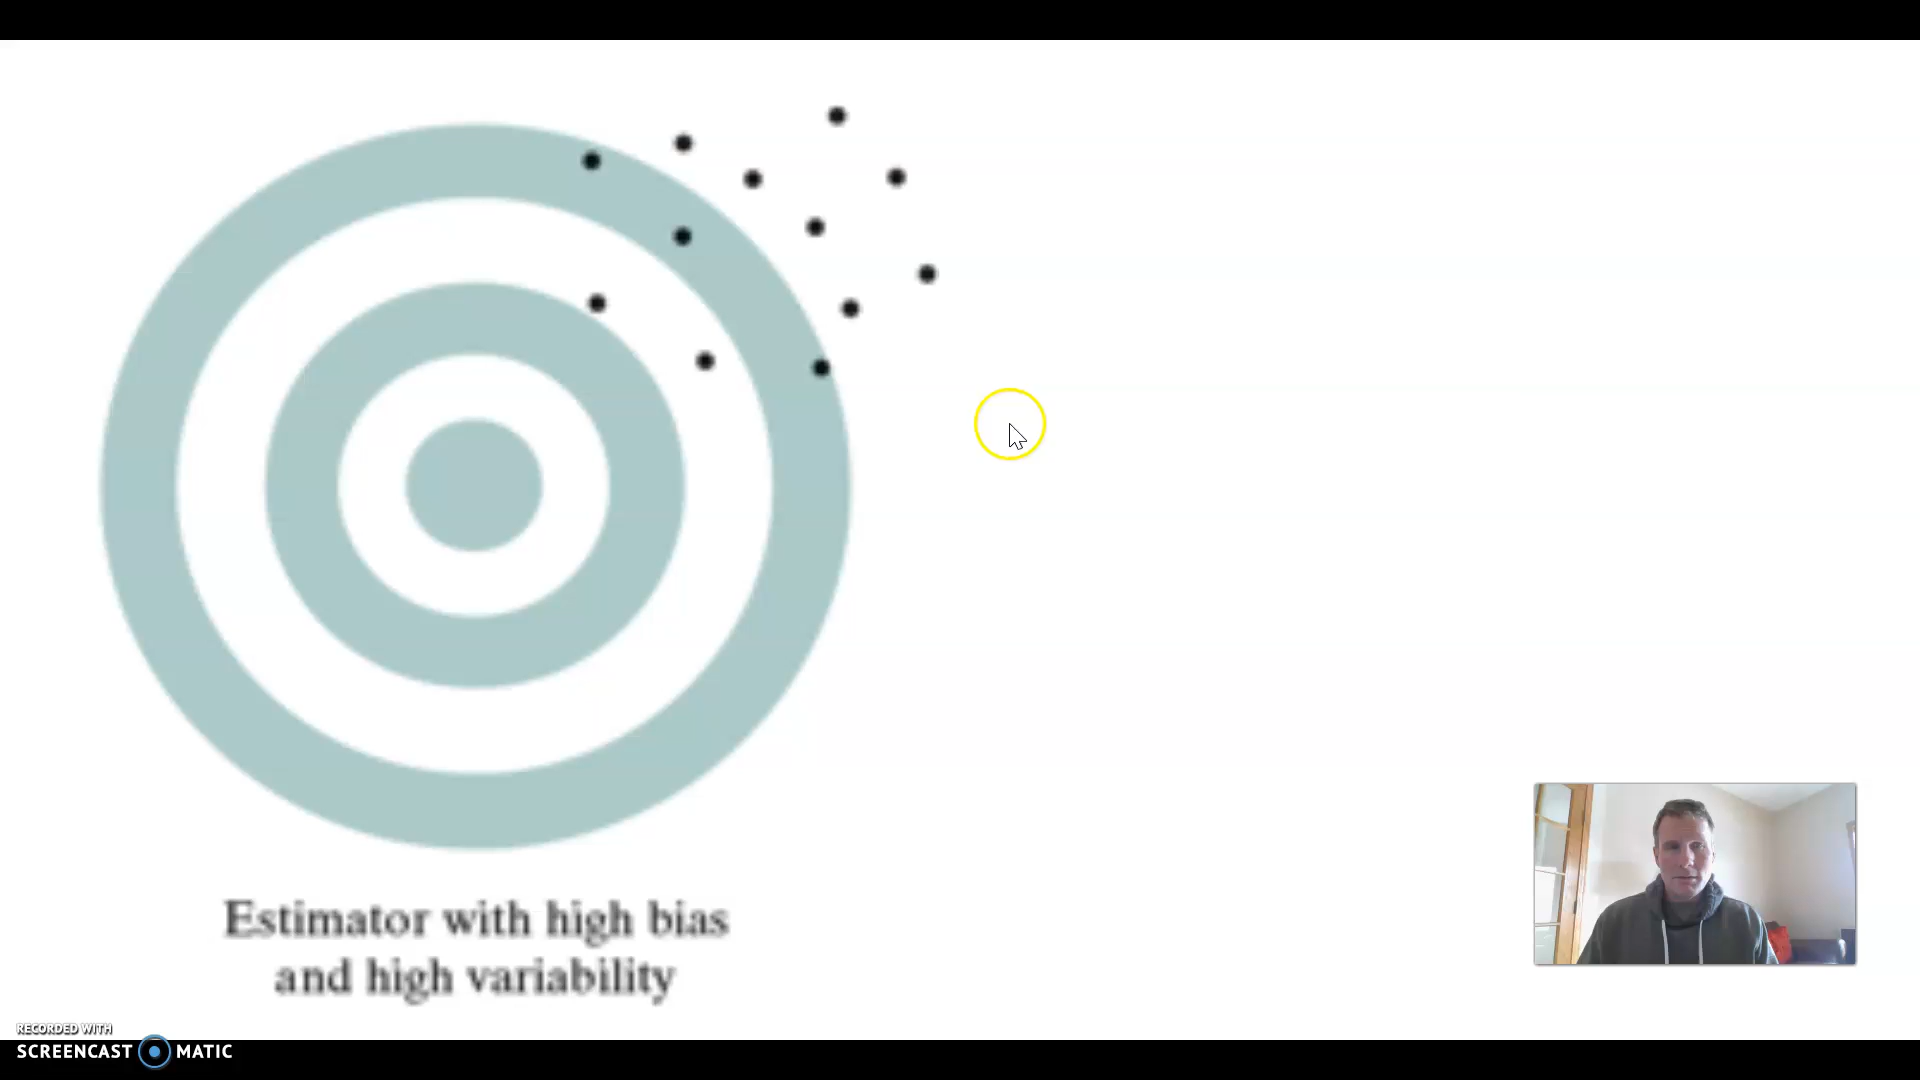 Estimator with high bias
and high variability
RECORDED WITH
SCREENCAST MATIC